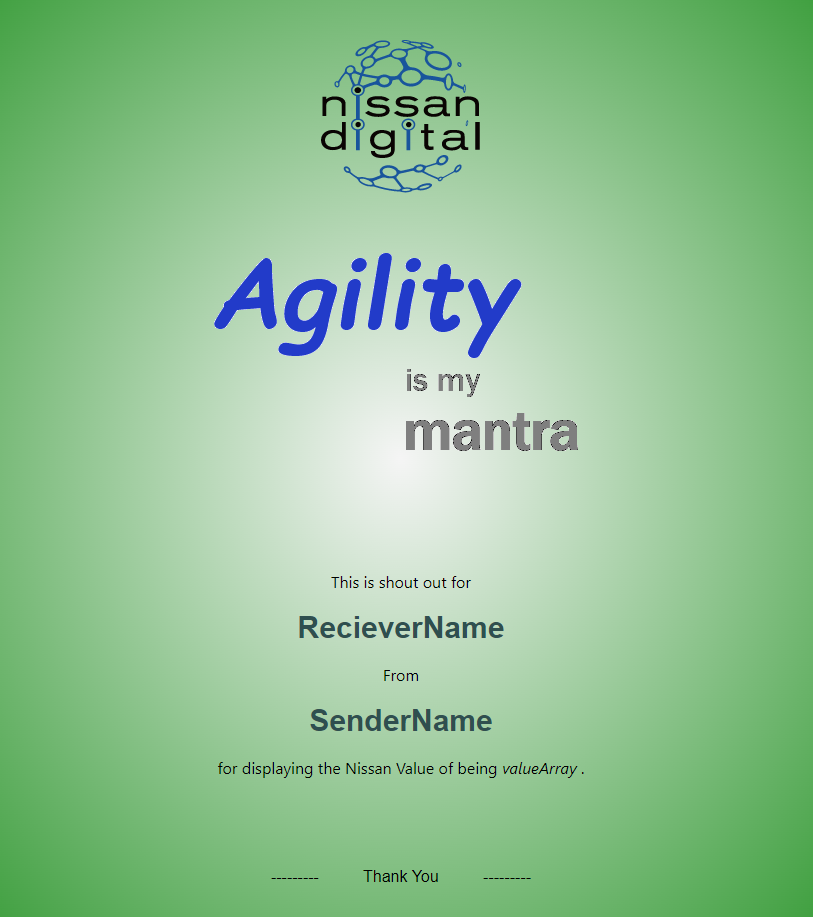 nissan
digital
Agility
is my
mantra
This is shout out for
RecieverName
From
SenderName
for displaying the Nissan Value of being valueArray .
--------- Thank You ---------